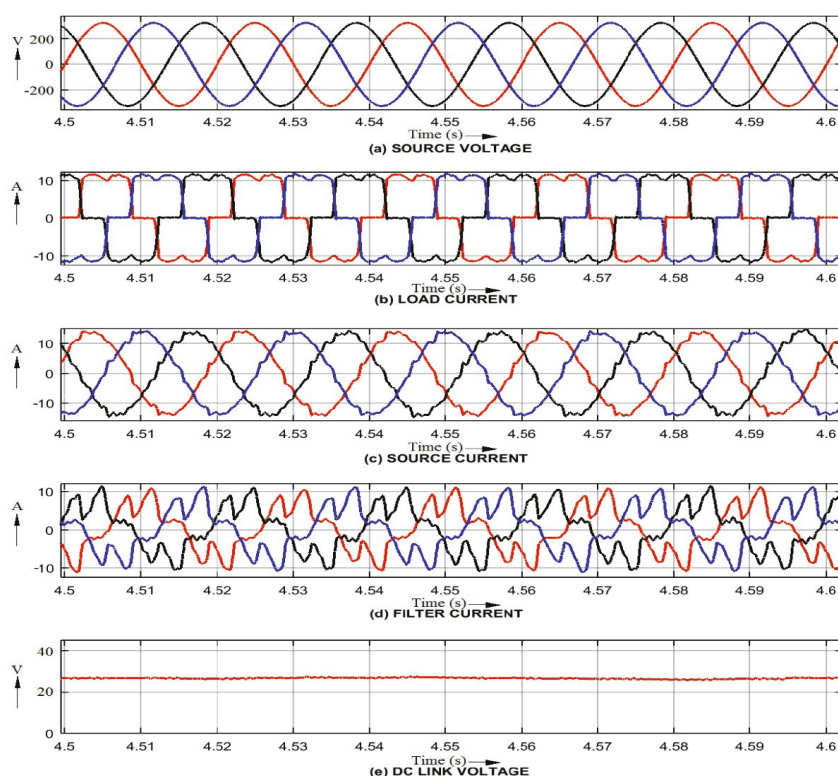 V
200
0
-200
4.5 4.51 4.52 4.53 4.54 4.55 4.56 4.57 4.58 4.59 4.6
Time (s)
(a) SOURCE VOLTAGE
A
10
0
-10
4.5 4.51 4.52 4.53 4.54 4.55 4.56 4.57 4.58 4.59 4.6
Time (s)
(b) LOAD CURRENT
A
10
0
-10
4.5 4.51 4.52 4.53 4.54 4.55 4.56 4.57 4.58 4.59 4.6
Time (s)
(c) SOURCE CURRENT
A
10
0
-10
4.5 4.51 4.52 4.53 4.54 4.55 4.56 4.57 4.58 4.59 4.6
Time (s)
(d) FILTER CURRENT
V
40
20
0
4.5 4.51 4.52 4.53 4.54 4.55 4.56 4.57 4.58 4.59 4.6
Time (s)
(e) DC LINK VOLTAGE